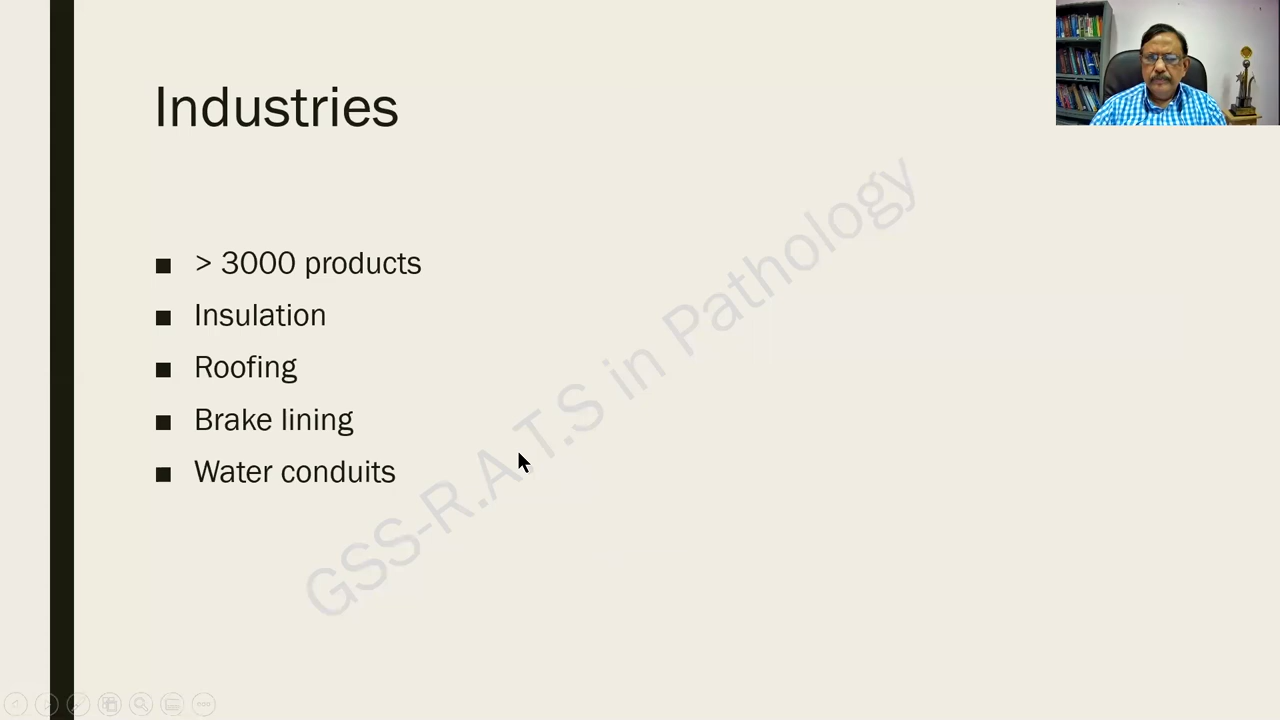 Industries
> 3000 products
Insulation
Roofing
Brake lining
Water conduits
GSS-R.A.T.S in Pathology